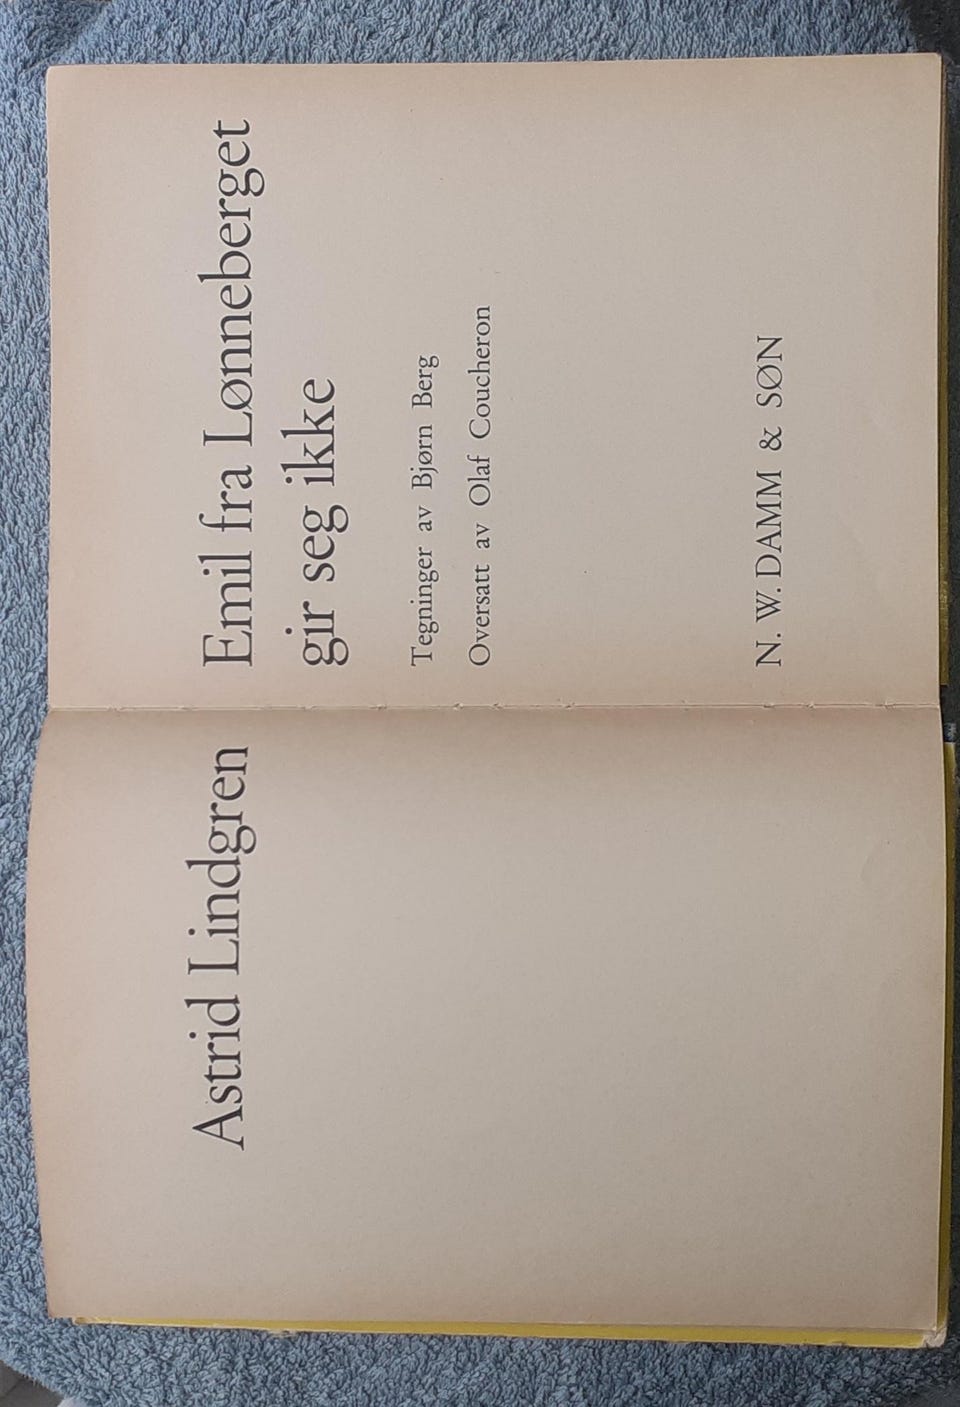 Astrid Lindgren
Emil fra Lønneberget
gir seg ikke
Tegninger av Bjørn Berg
Oversatt av Olaf Coucheron
N. W. DAMM & SØN